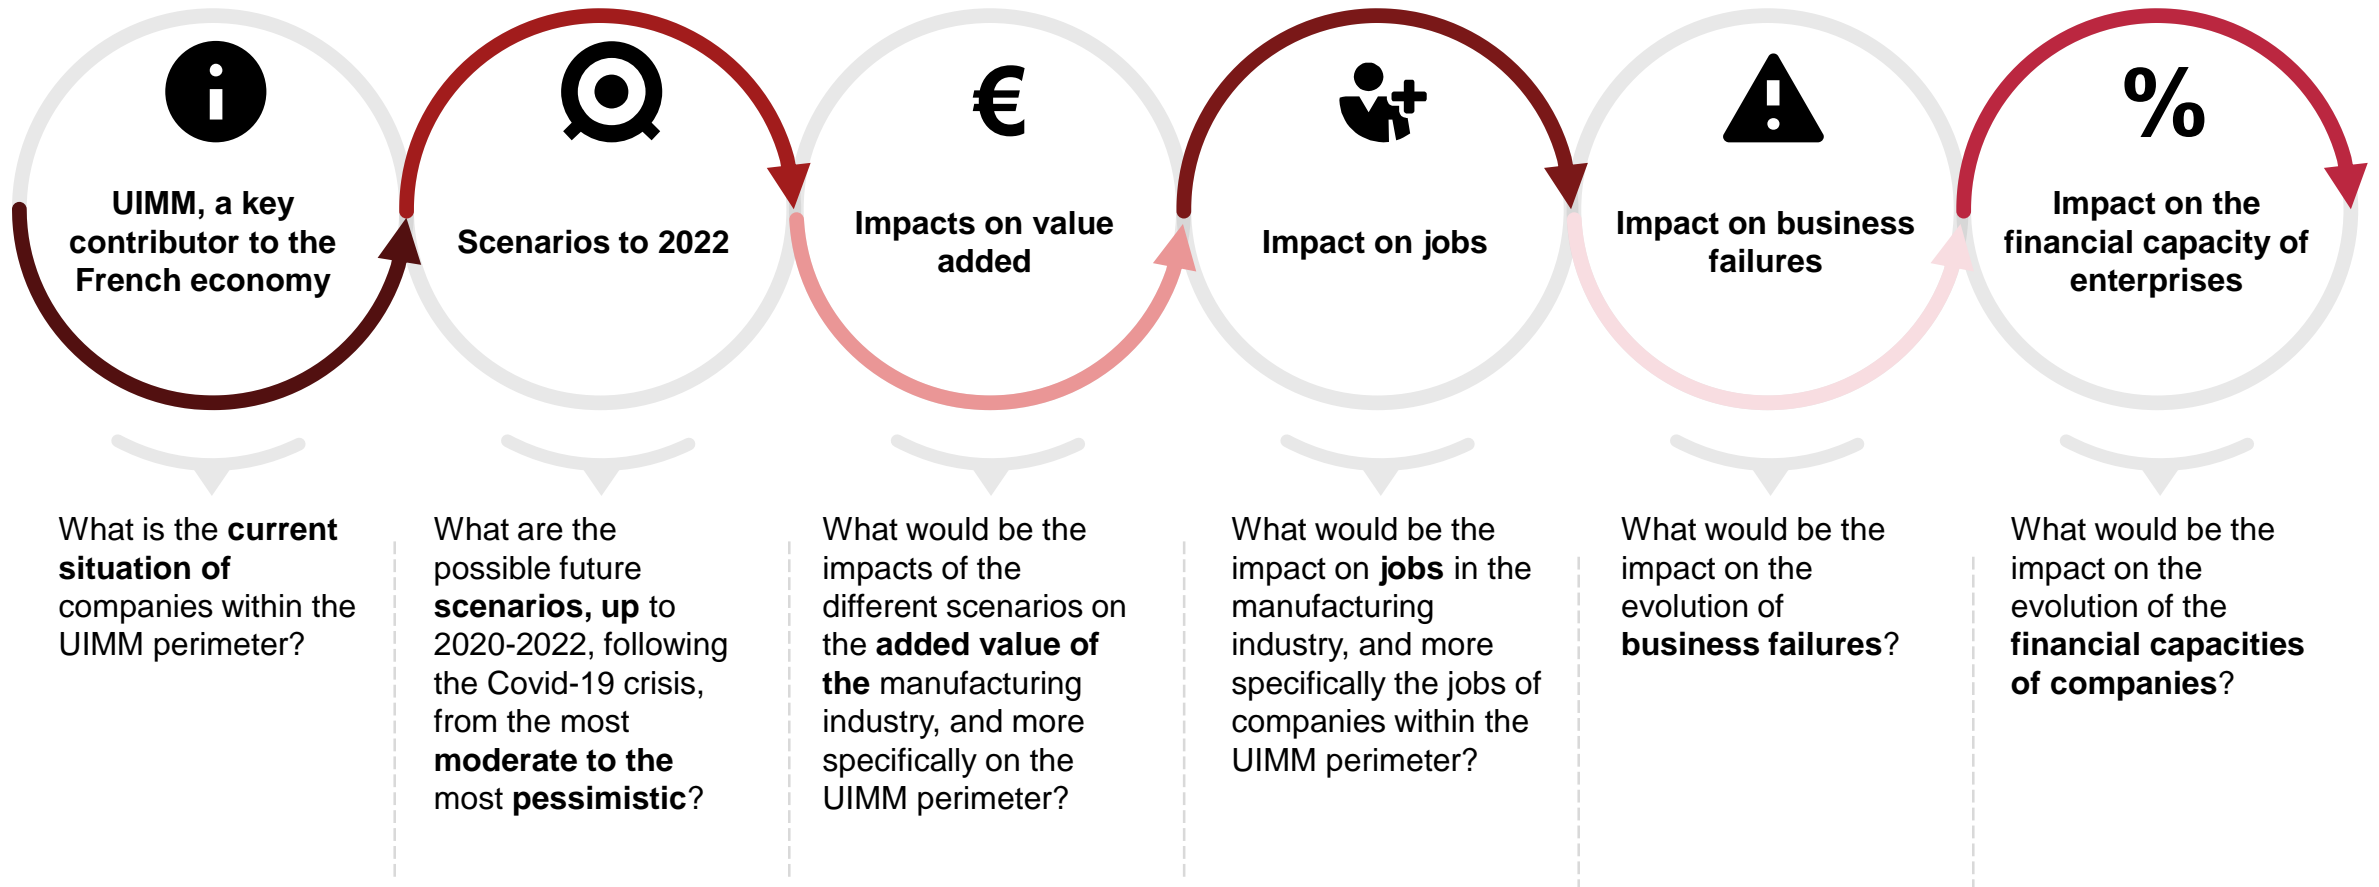 UIMM, a key
contributor to the
French economy
Scenarios to 2022
€
Impacts on value
added
Impact on jobs
Impact on business
failures
%
Impact on the
financial capacity of
enterprises
What is the current
situation of
companies within the
UIMM perimeter?
What are the
possible future
scenarios, up to
2020-2022, following
the Covid-19 crisis,
from the most
moderate to the
most pessimistic?
What would be the
impacts of the
different scenarios on
the added value of
the manufacturing
industry, and more
specifically on the
UIMM perimeter?
What would be the
impact on jobs in the
manufacturing
industry, and more
specifically the jobs of
companies within the
UIMM perimeter?
What would be the
impact on the
evolution of
business failures?
What would be the
impact on the
evolution of the
financial capacities
of companies?